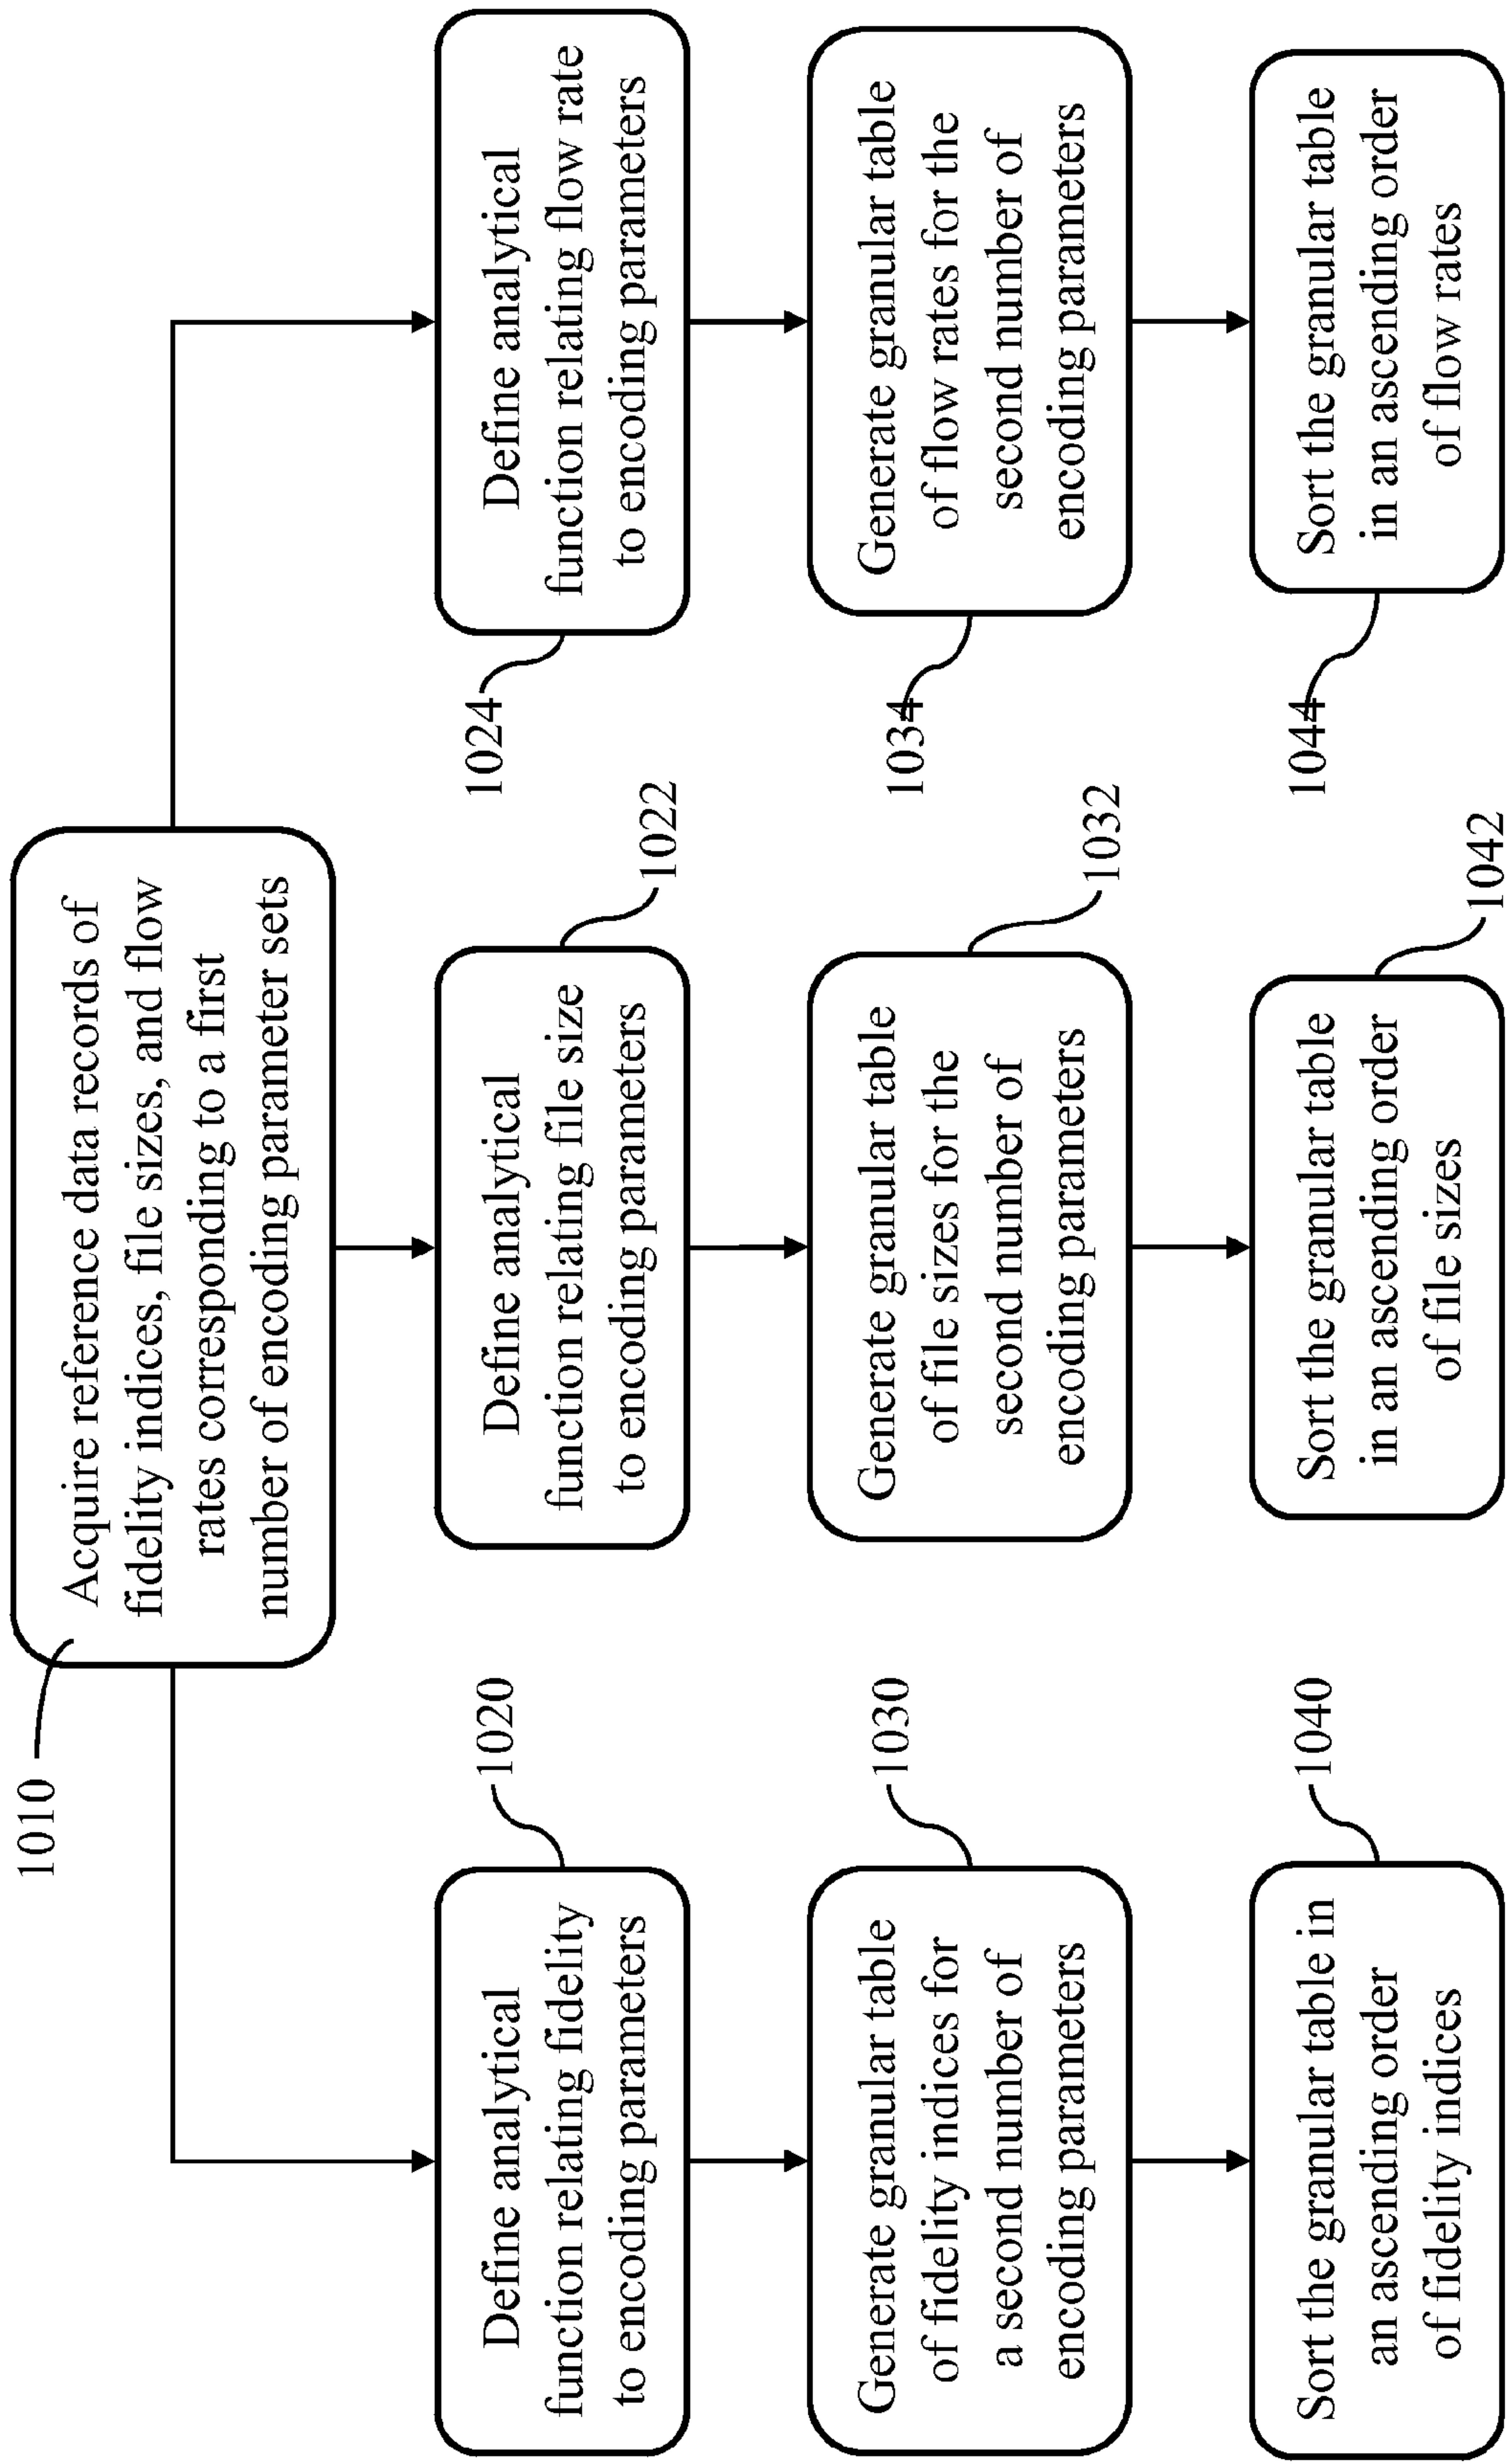 1010
Acquire reference data records of
fidelity indices, file sizes, and flow
rates corresponding to a first
number of encoding parameter sets
1020
Define analytical
function relating fidelity
to encoding parameters
1022
Define analytical
function relating file size
to encoding parameters
1024
Define analytical
function relating flow rate
to encoding parameters
1030
Generate granular table
of fidelity indices for
a second number of
encoding parameters
1032
Generate granular table
of file sizes for the
second number of
encoding parameters
1034
Generate granular table
of flow rates for the
second number of
encoding parameters
1040
Sort the granular table in
an ascending order
of fidelity indices
1042
Sort the granular table
in an ascending order
of file sizes
1044
Sort the granular table
in an ascending order
of flow rates